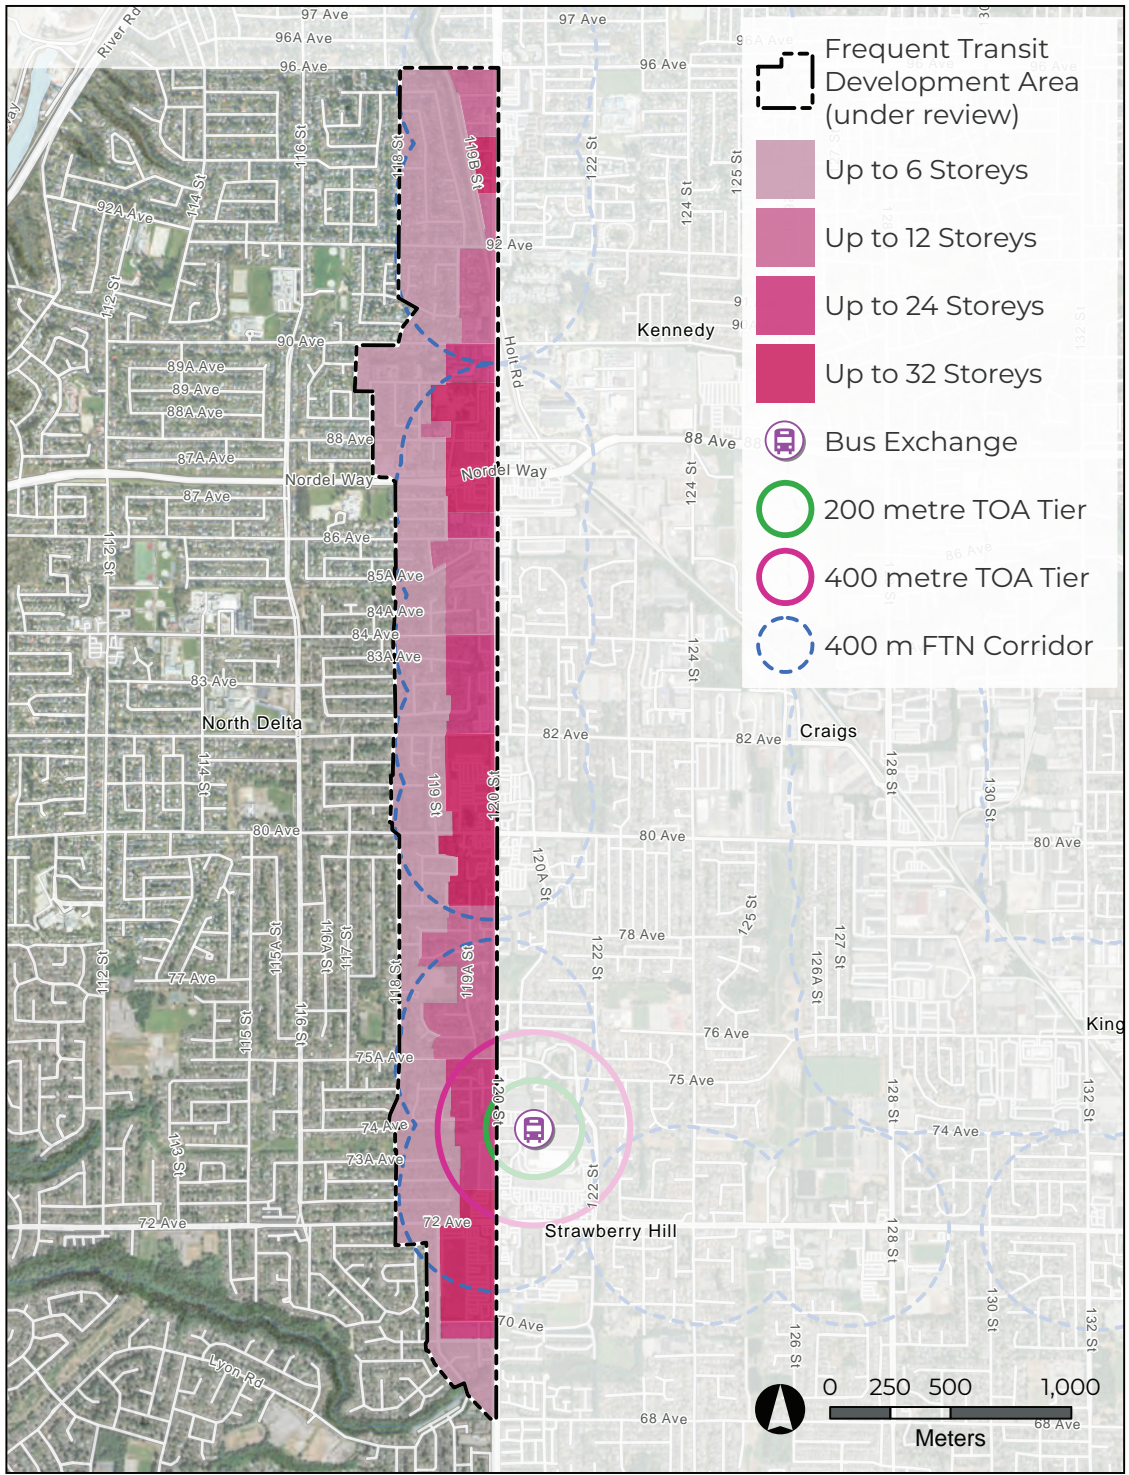 97 Ave
97 Ave
River Rd
96A Ave
96 Ave
96 Ave
Frequent Transit
Development Area
(under review)
Up to 6 Storeys
Up to 12 Storeys
Up to 24 Storeys
Up to 32 Storeys
Bus Exchange
200 metre TOA Tier
400 metre TOA Tier
400 m FTN Corridor
116 St
118 St
119B St
122 St
125 St
124 St
114 St
92A Ave
92 Ave
112 St
Kennedy
90 Ave
Holt Rd
89A Ave
89 Ave
88A Ave
88 Ave
88 Ave
87A Ave
Nordel Way
Nordel Way
124 St
87 Ave
86 Ave
86 Ave
112 St
85A Ave
84A Ave
84 Ave
83A Ave
124 St
83 Ave
North Delta
82 Ave
82 Ave
Craigs
114 St
119 St
120 St
128 St
130 St
80 Ave
80 Ave
80 Ave
120A St
125 St
78 Ave
115A St
116A St
117 St
118 St
119A St
122 St
127 St
126A St
112 St
77 Ave
115 St
116 St
King
76 Ave
75A Ave
75 Ave
120 St
128 St
132 St
74 Ave
74 Ave
113 St
73A Ave
122 St
72 Ave
72 Ave
Strawberry Hill
128 St
70 Ave
130 St
132 St
126 St
Lyon Rd
0 250 500 1,000
Meters
68 Ave
68 Ave